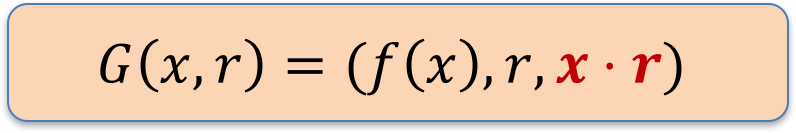 G(x, r) = (f(x), r, x · r)